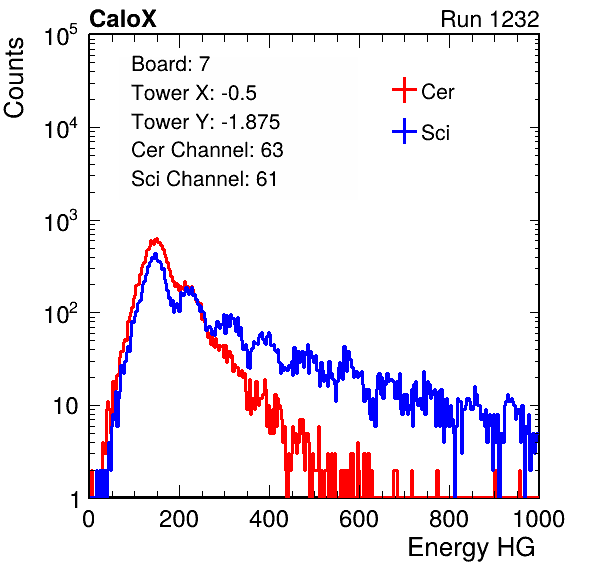 CaloX Run 1232
Counts
Board: 7
Tower X: -0.5
Tower Y: -1.875
Cer Channel: 63
Sci Channel: 61
Cer
Sci
10^5
10^4
10^3
10^2
10
1
0 200 400 600 800 1000
Energy HG